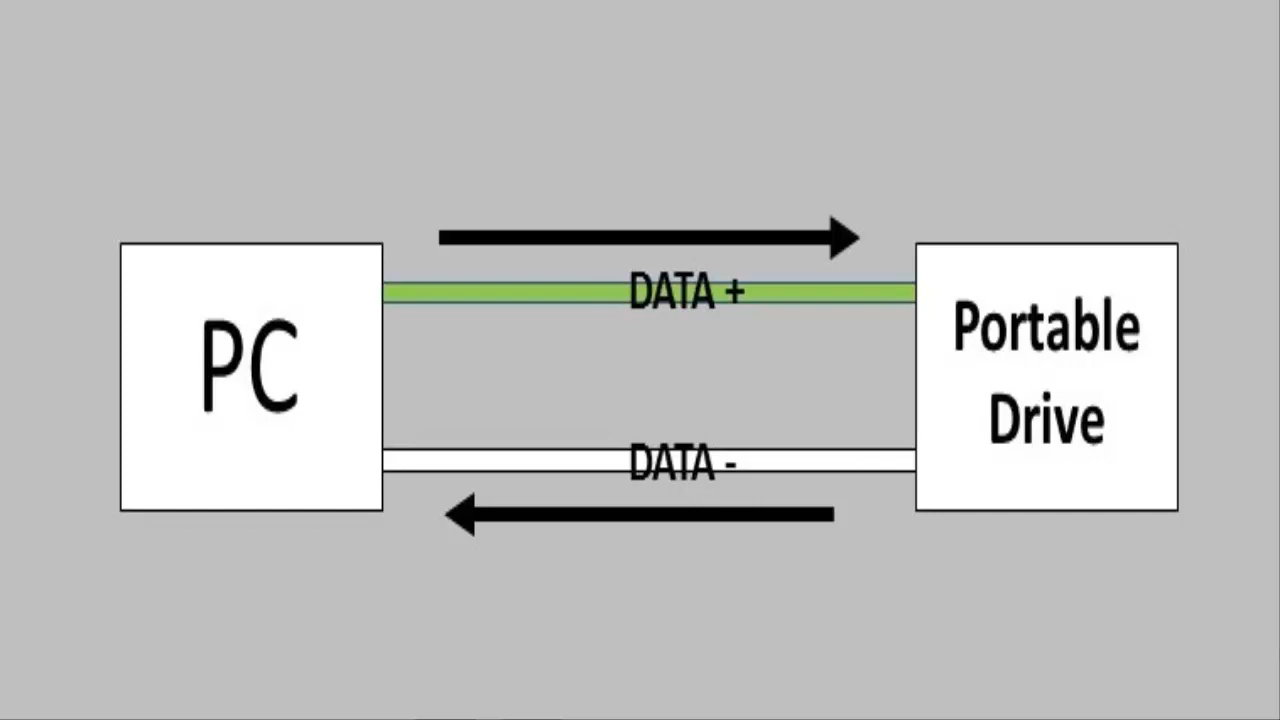 DATA +
PC
Portable
Drive
DATA -